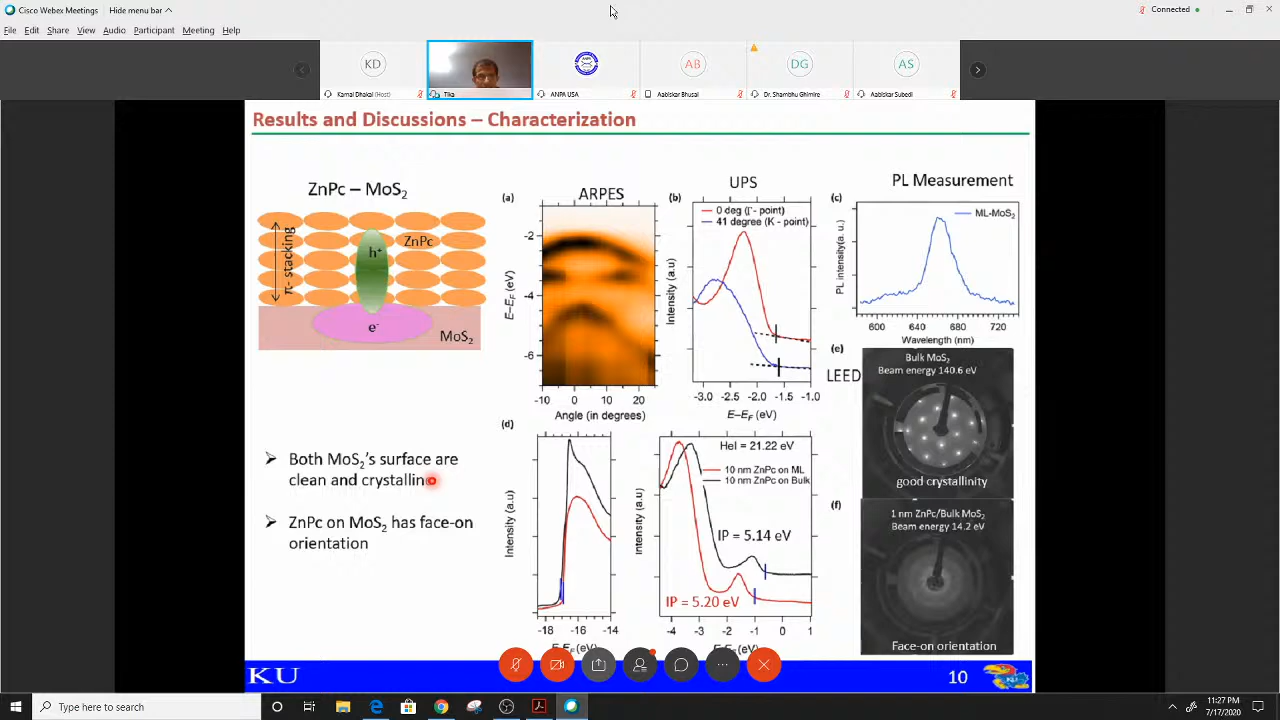 Cisco Webex Meetings Hide menu bar
Connected
File Edit Share View Audio Participant Meeting Help
KD AB DG AS
Kamal Dhakal (Host) Tika ANPA USA Aabiskar Bhusal Dr. Shambhu Ghimire Aabiskar Subedi
Results and Discussions – Characterization
ZnPc – MoS₂
π- stacking
h⁺
ZnPc
e⁻
MoS₂
➢ Both MoS₂'s surface are
clean and crystallin
➢ ZnPc on MoS₂ has face-on
orientation
(a) ARPES
E–E_F (eV)
-2
-4
-6
-10 0 10 20
Angle (in degrees)
(b) UPS
0 deg (Γ - point)
41 degree (K - point)
Intensity (a.u)
-3.0 -2.5 -2.0 -1.5 -1.0
E–E_F (eV)
(c) PL Measurement
ML-MoS₂
PL intensity(a. u.)
600 640 680 720
Wavelength (nm)
(d)
Intensity (a.u)
-18 -16 -14
Intensity (a.u)
HeI = 21.22 eV
10 nm ZnPc on ML
10 nm ZnPc on Bulk
IP = 5.14 eV
IP = 5.20 eV
-4 -3 -2 -1 0 1
(e)
LEED
Bulk MoS₂
Beam energy 140.6 eV
good crystallinity
(f)
1 nm ZnPc/Bulk MoS₂
Beam energy 14.2 eV
Face-on orientation
KU
10
Type here to search
11:27 PM
7/17/2020